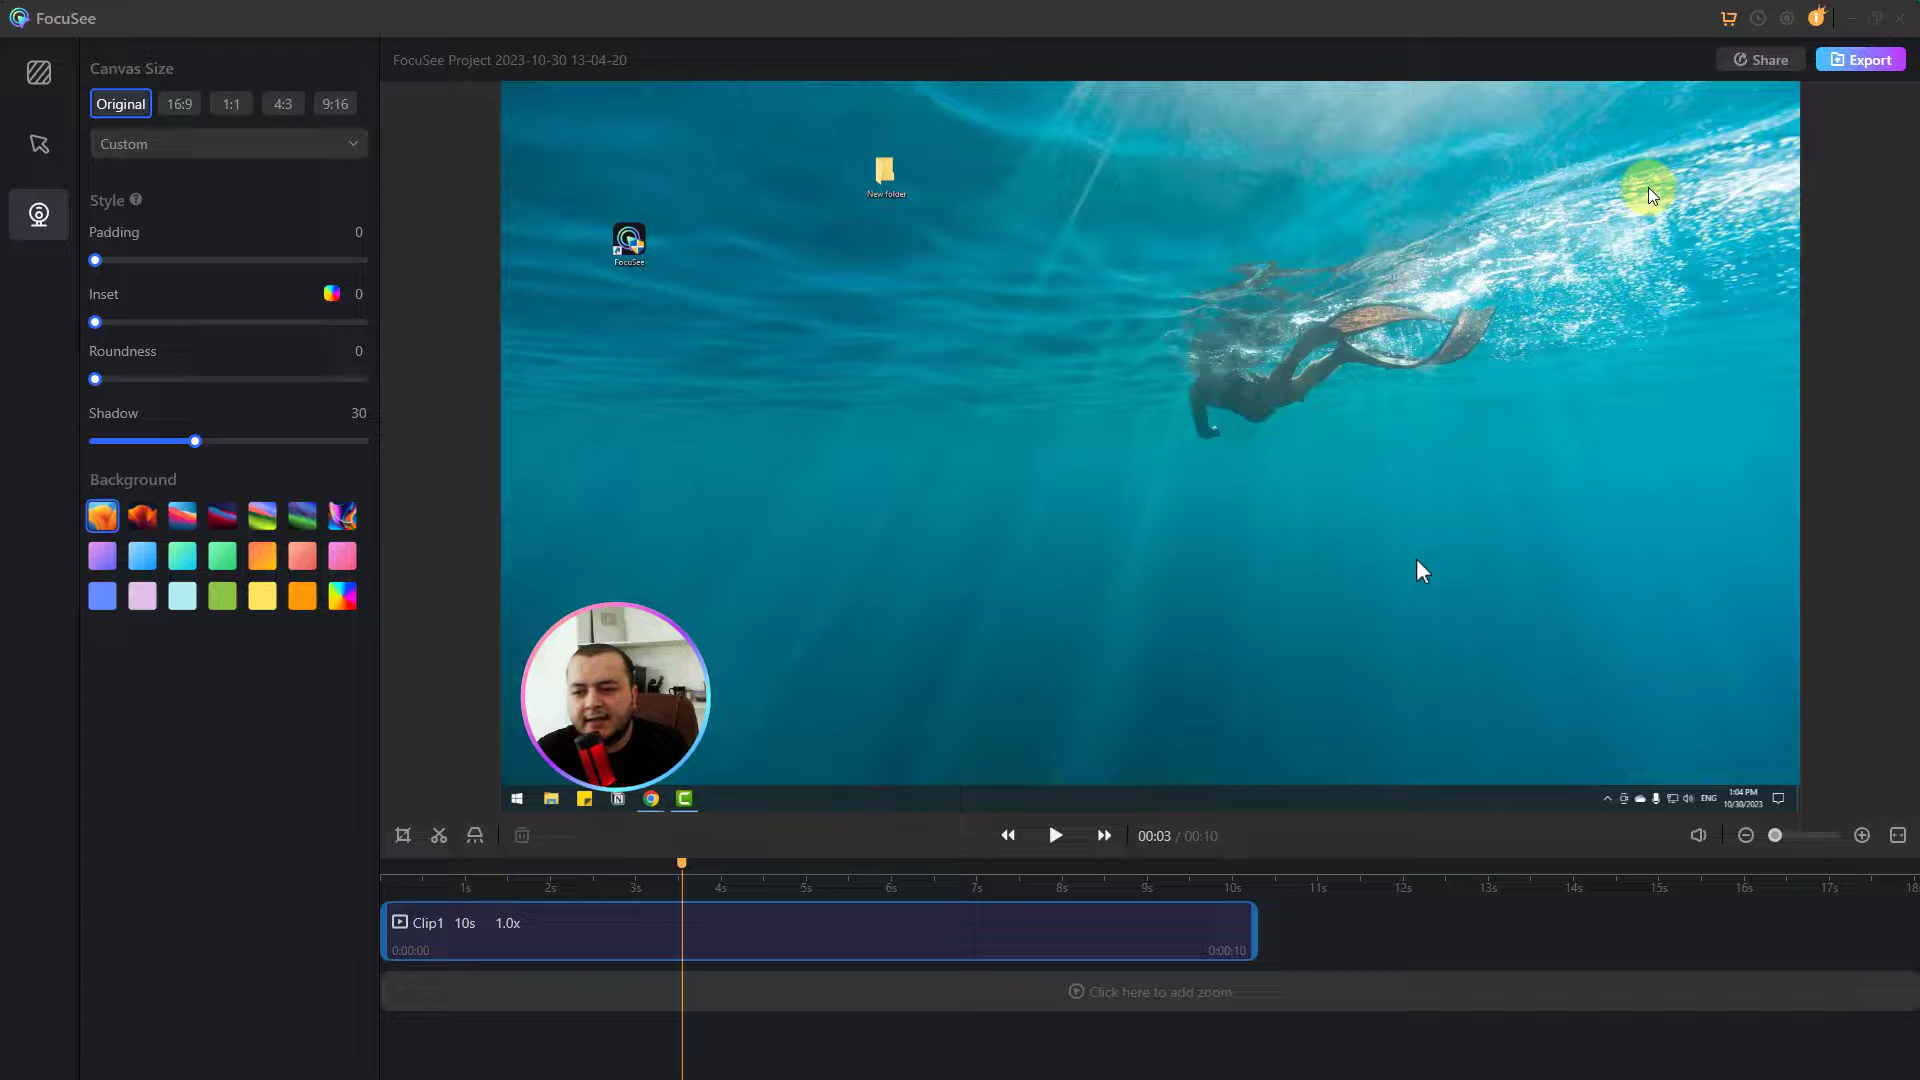 FocuSee
Canvas Size
FocuSee Project 2023-10-30 13-04-20
Share
Export
Original
16:9
1:1
4:3
9:16
Custom
Style
Padding
0
Inset
0
Roundness
0
Shadow
30
Background
New folder
FocuSee
ENG
1:04 PM
10/30/2023
00:03 / 00:10
1s
2s
3s
4s
5s
6s
7s
8s
9s
10s
11s
12s
13s
14s
15s
16s
17s
18
Clip1 10s 1.0x
0:00:00
0:00:10
Click here to add zoom